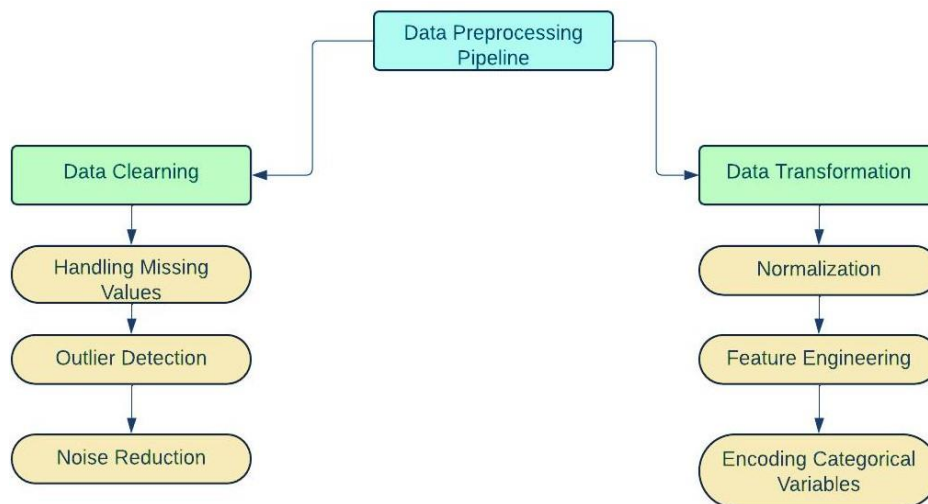 Data Preprocessing
Pipeline
Data Clearning
Data Transformation
Handling Missing
Values
Normalization
Outlier Detection
Feature Engineering
Noise Reduction
Encoding Categorical
Variables